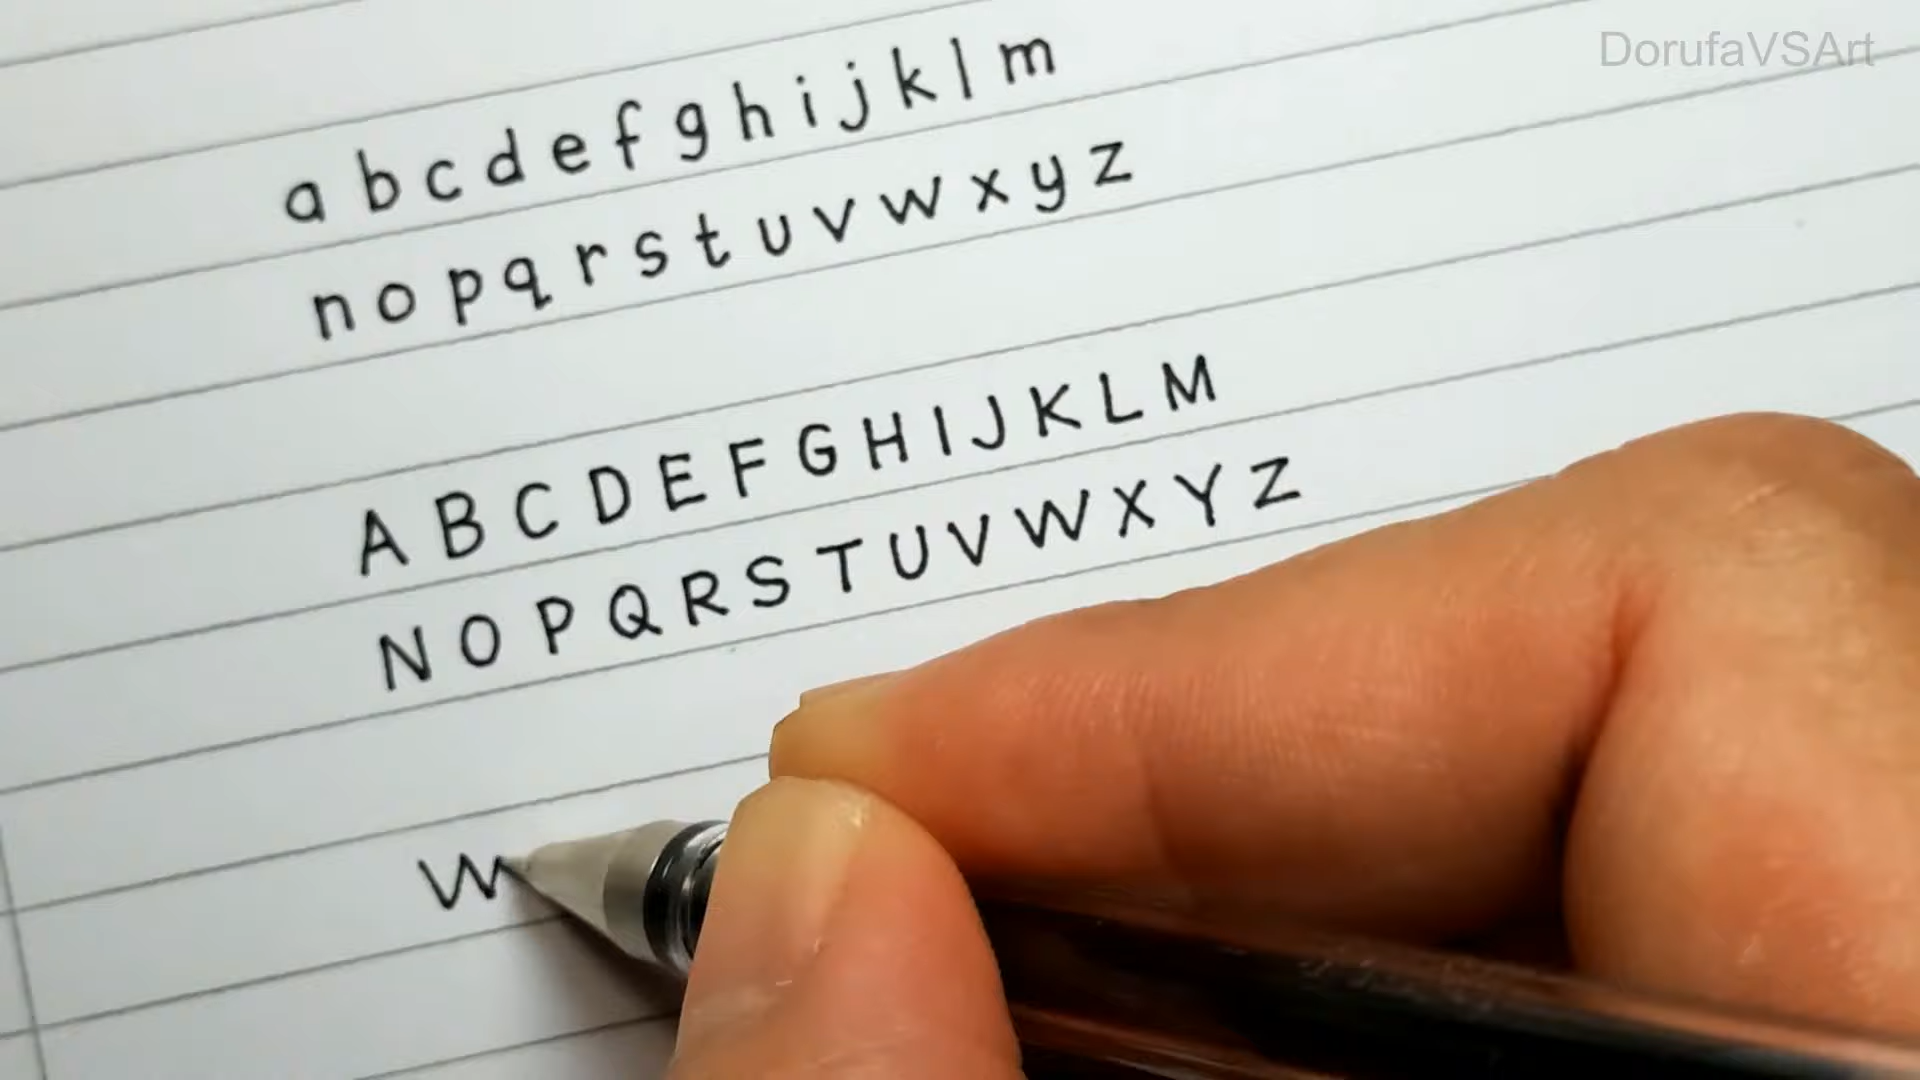 DorufaVSArt
a b c d e f g h i j k l m
n o p q r s t u v w x y z
A B C D E F G H I J K L M
N O P Q R S T U V W X Y Z
W